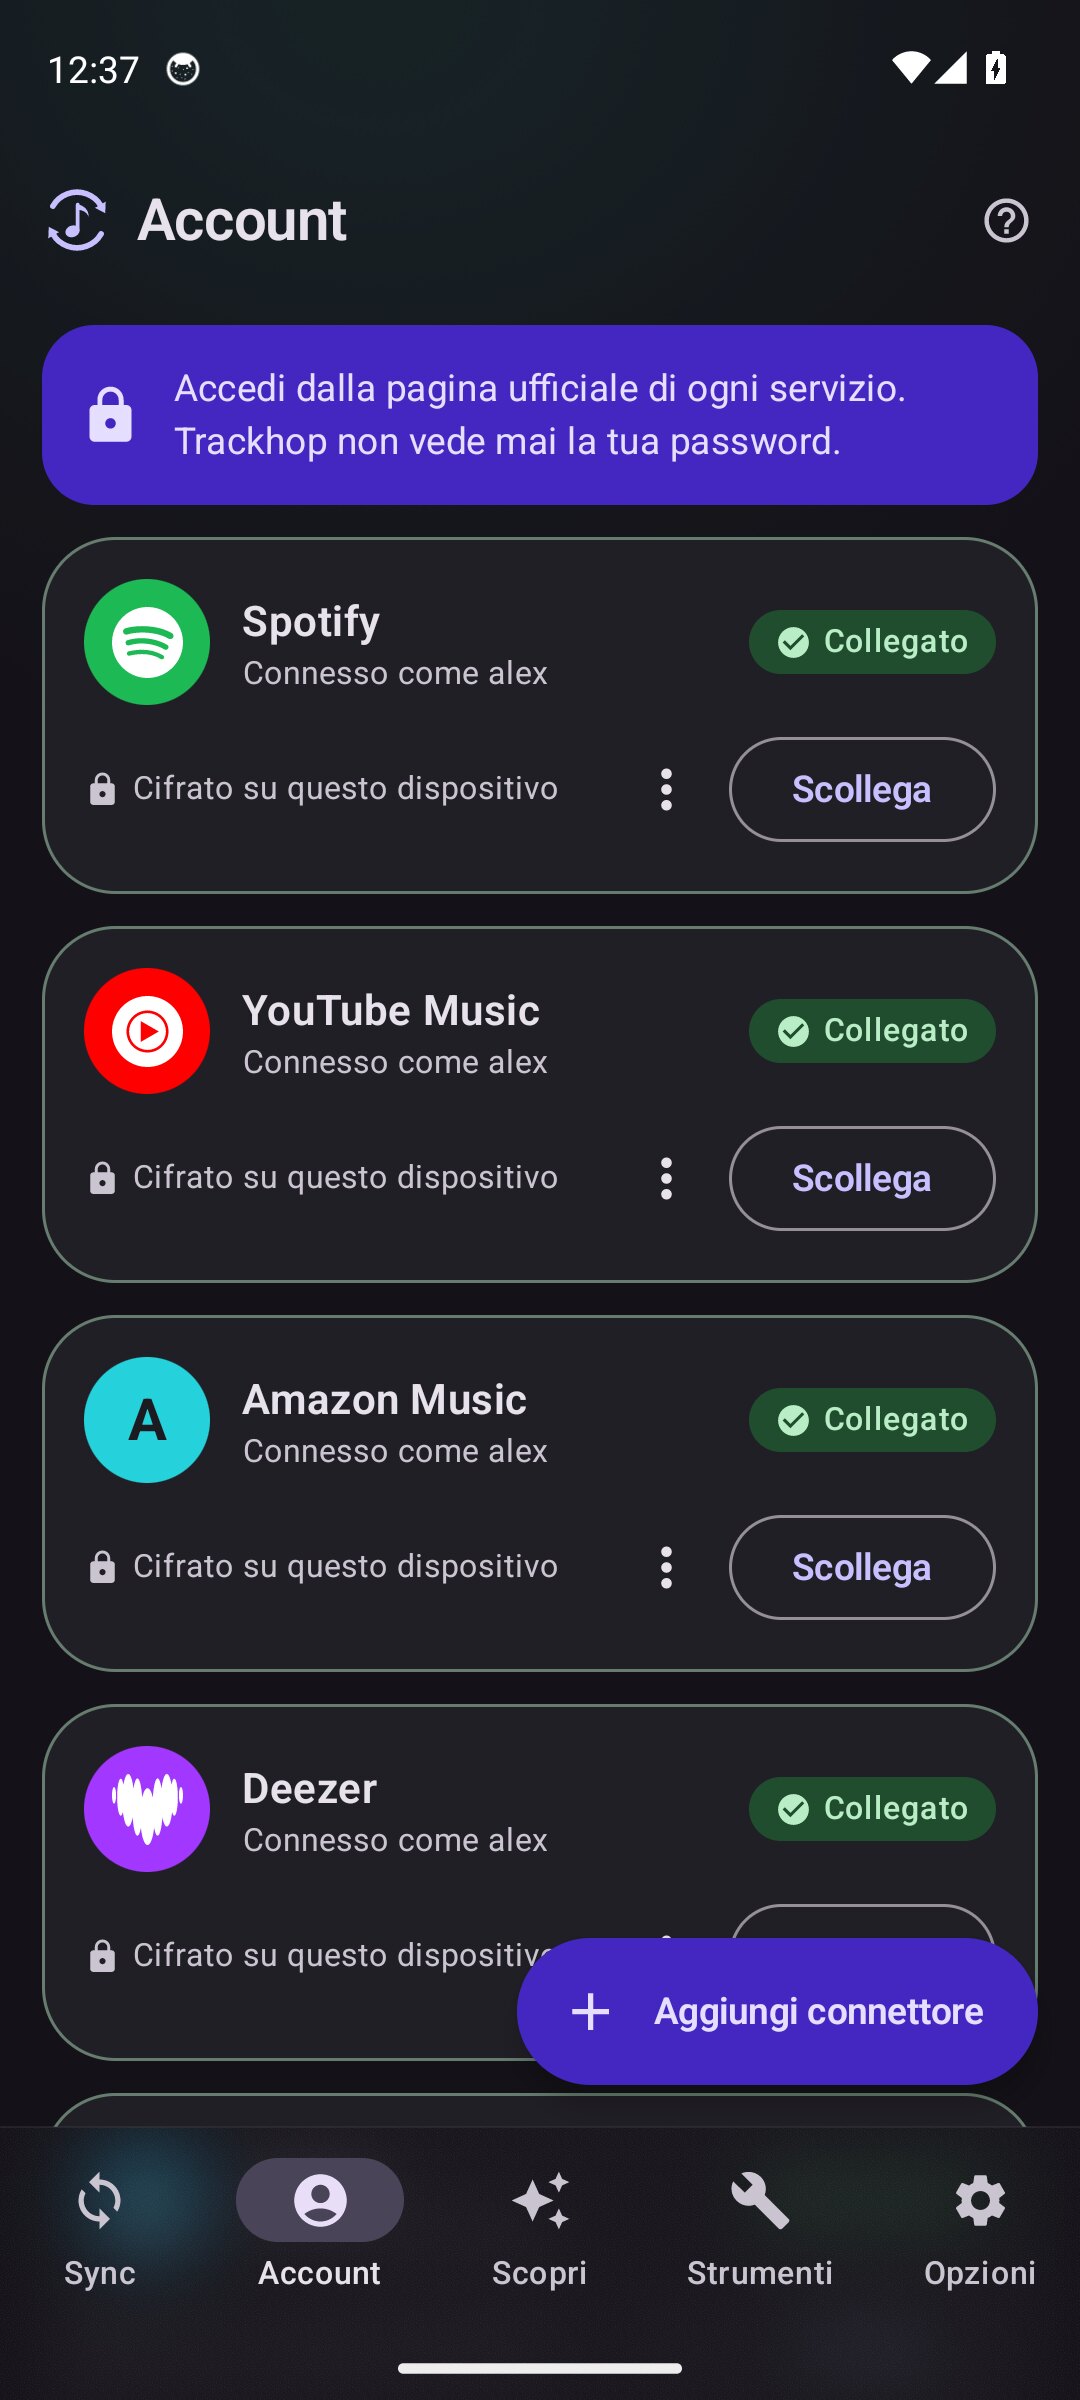 12:37
Account
Accedi dalla pagina ufficiale di ogni servizio.
Trackhop non vede mai la tua password.
Spotify
Connesso come alex
Collegato
Cifrato su questo dispositivo
Scollega
YouTube Music
Connesso come alex
Collegato
Cifrato su questo dispositivo
Scollega
A
Amazon Music
Connesso come alex
Collegato
Cifrato su questo dispositivo
Scollega
Deezer
Connesso come alex
Collegato
Cifrato su questo dispositivo
Aggiungi connettore
Sync
Account
Scopri
Strumenti
Opzioni